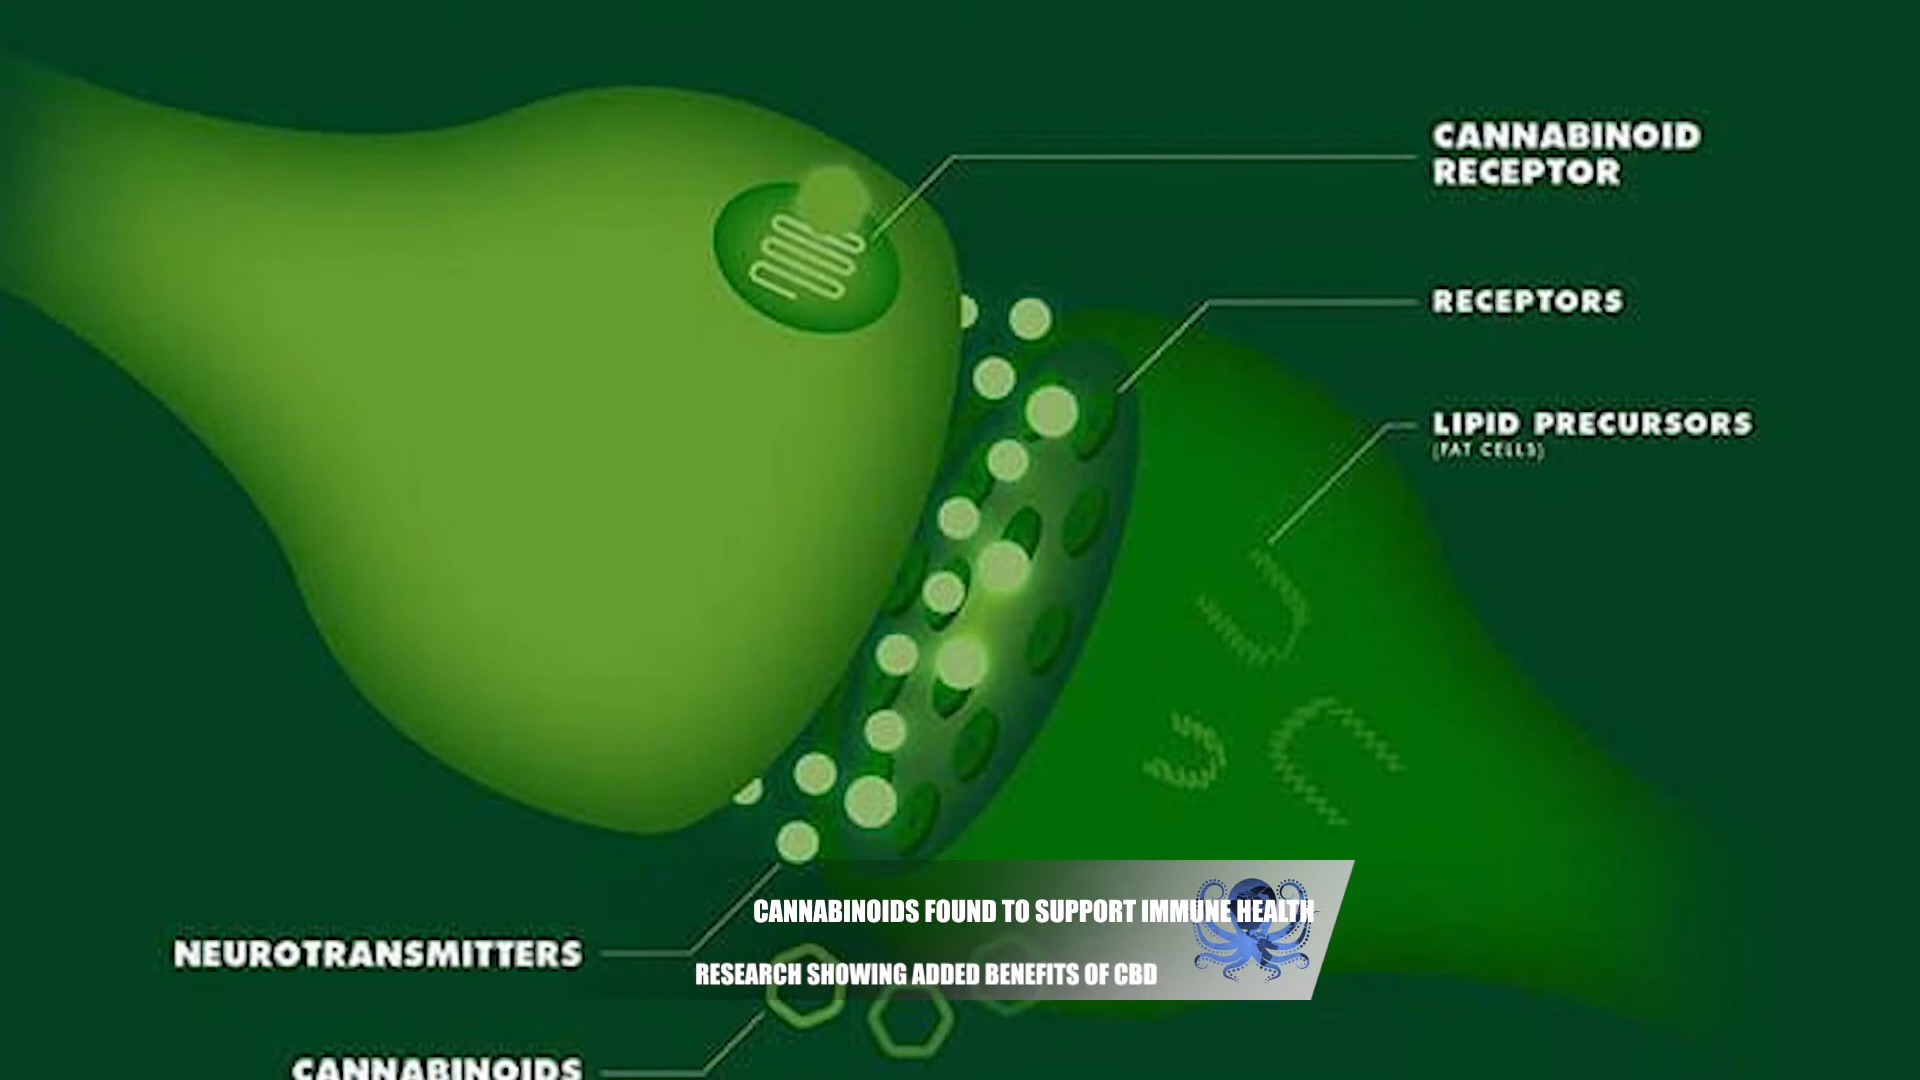 CANNABINOID
RECEPTOR
RECEPTORS
LIPID PRECURSORS
(FAT CELLS)
CANNABINOIDS FOUND TO SUPPORT IMMUNE HEALTH
NEUROTRANSMITTERS
RESEARCH SHOWING ADDED BENEFITS OF CBD
CANNABINOIDS